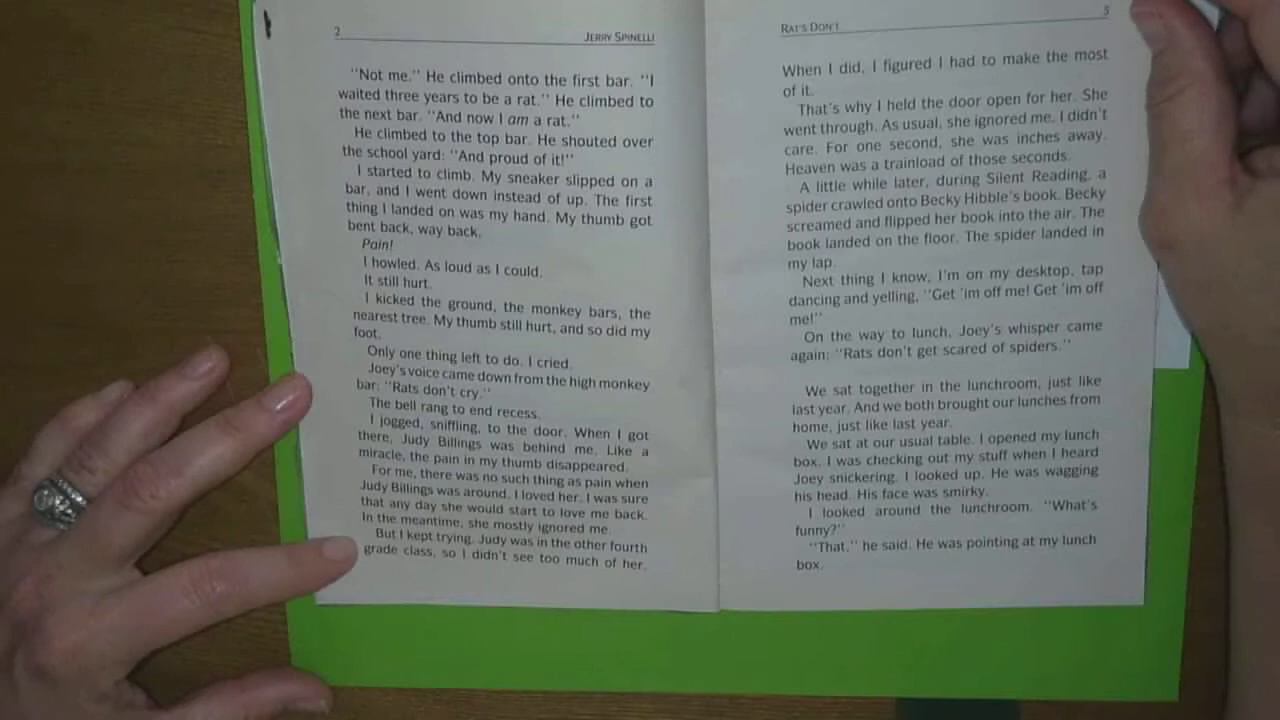 2
JERRY SPINELLI
"Not me." He climbed onto the first bar. "I
waited three years to be a rat." He climbed to
the next bar. "And now I am a rat."
He climbed to the top bar. He shouted over
the school yard: "And proud of it!"
I started to climb. My sneaker slipped on a
bar, and I went down instead of up. The first
thing I landed on was my hand. My thumb got
bent back, way back.
Pain!
I howled. As loud as I could.
It still hurt.
I kicked the ground, the monkey bars, the
nearest tree. My thumb still hurt, and so did my
foot.
Only one thing left to do. I cried.
Joey's voice came down from the high monkey
bar: "Rats don't cry."
The bell rang to end recess.
I jogged, sniffling, to the door. When I got
there, Judy Billings was behind me. Like a
miracle, the pain in my thumb disappeared.
For me, there was no such thing as pain when
Judy Billings was around. I loved her. I was sure
that any day she would start to love me back.
In the meantime, she mostly ignored me.
But I kept trying. Judy was in the other fourth
grade class, so I didn't see too much of her.
RATS DON'T
When I did, I figured I had to make the most
of it.
That's why I held the door open for her. She
went through. As usual, she ignored me. I didn't
care. For one second, she was inches away.
Heaven was a trainload of those seconds.
A little while later, during Silent Reading, a
spider crawled onto Becky Hibble's book. Becky
screamed and flipped her book into the air. The
book landed on the floor. The spider landed in
my lap.
Next thing I know, I'm on my desktop, tap
dancing and yelling, "Get 'im off me! Get 'im off
me!"
On the way to lunch, Joey's whisper came
again: "Rats don't get scared of spiders."
We sat together in the lunchroom, just like
last year. And we both brought our lunches from
home, just like last year.
We sat at our usual table. I opened my lunch
box. I was checking out my stuff when I heard
Joey snickering. I looked up. He was wagging
his head. His face was smirky.
I looked around the lunchroom. "What's
funny?"
"That," he said. He was pointing at my lunch
box.